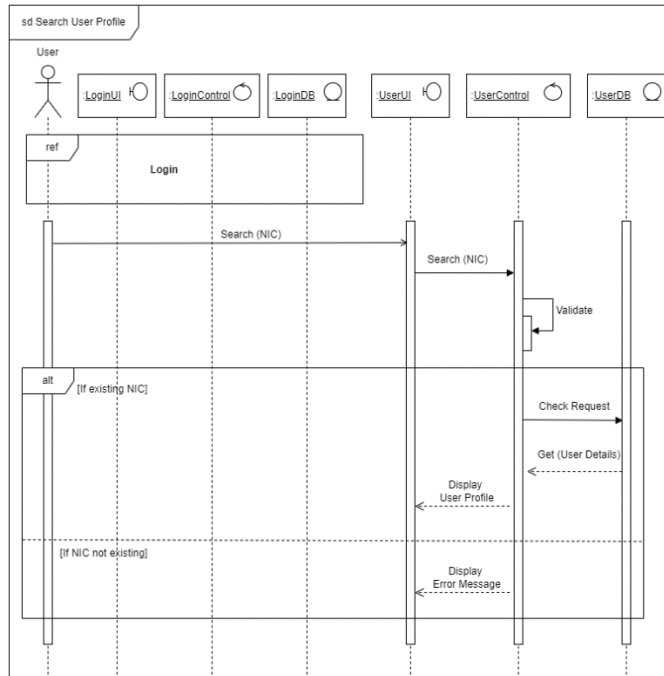 sd Search User Profile
User
:LoginUI
:LoginControl
:LoginDB
:UserUI
:UserControl
:UserDB
ref
Login
Search (NIC)
Search (NIC)
Validate
alt
[If existing NIC]
Check Request
Get (User Details)
Display
User Profile
[If NIC not existing]
Display
Error Message